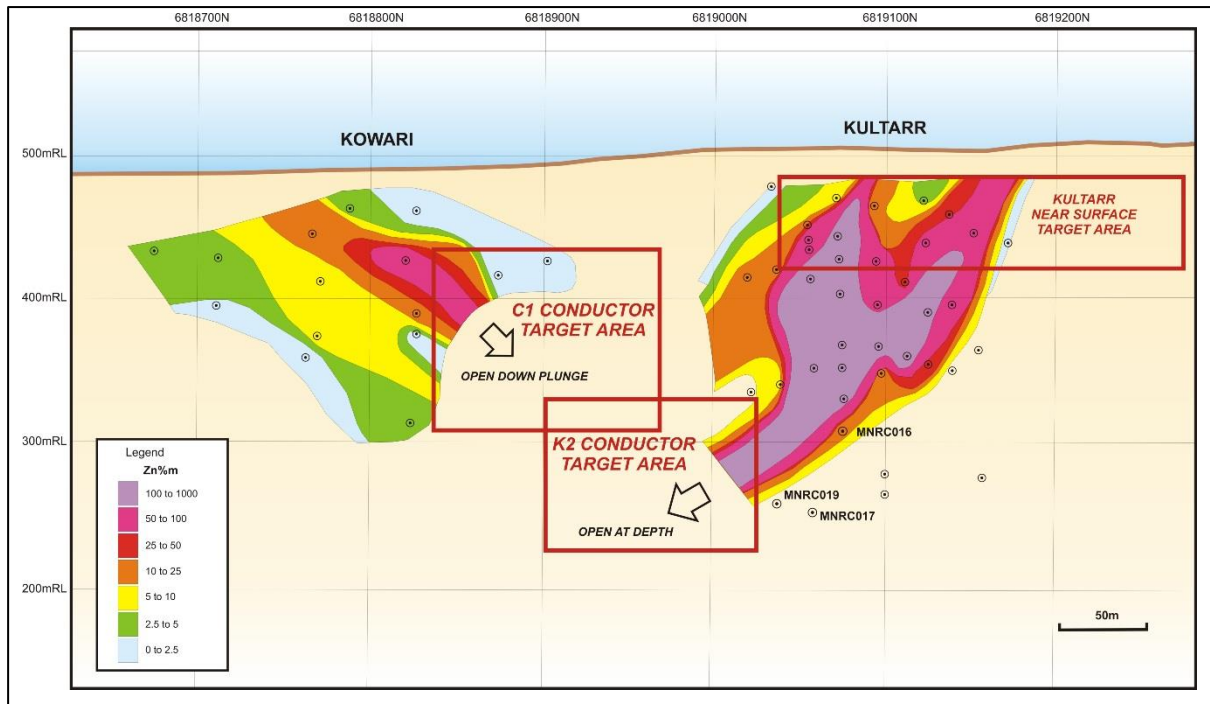 6818700N 6818800N 6818900N 6819000N 6819100N 6819200N
KOWARI
KULTARR
500mRL
KULTARR
NEAR SURFACE
TARGET AREA
400mRL
C1 CONDUCTOR
TARGET AREA
OPEN DOWN PLUNGE
300mRL
K2 CONDUCTOR
TARGET AREA
OPEN AT DEPTH
MNRC016
MNRC019
MNRC017
200mRL
Legend
Zn%m
100 to 1000
50 to 100
25 to 50
10 to 25
5 to 10
2.5 to 5
0 to 2.5
50m